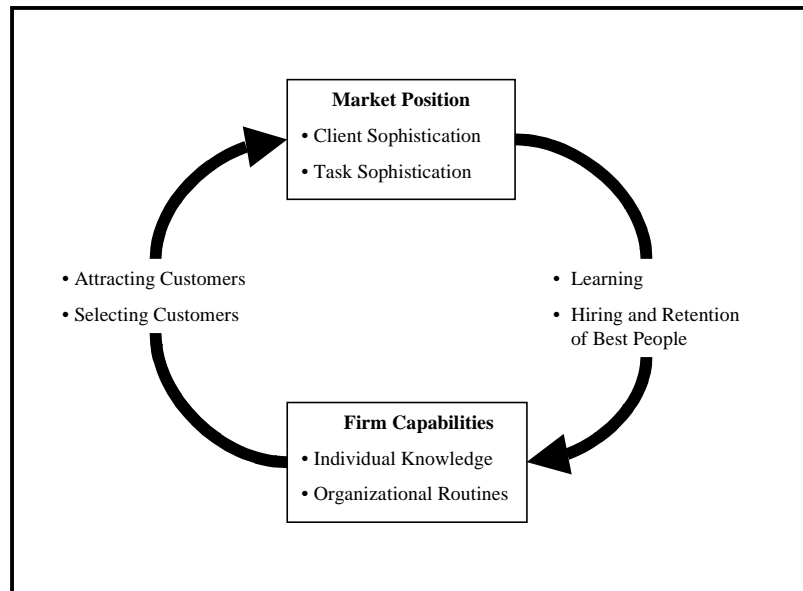 Market Position
• Client Sophistication
• Task Sophistication
• Attracting Customers
• Selecting Customers
• Learning
• Hiring and Retention
of Best People
Firm Capabilities
• Individual Knowledge
• Organizational Routines